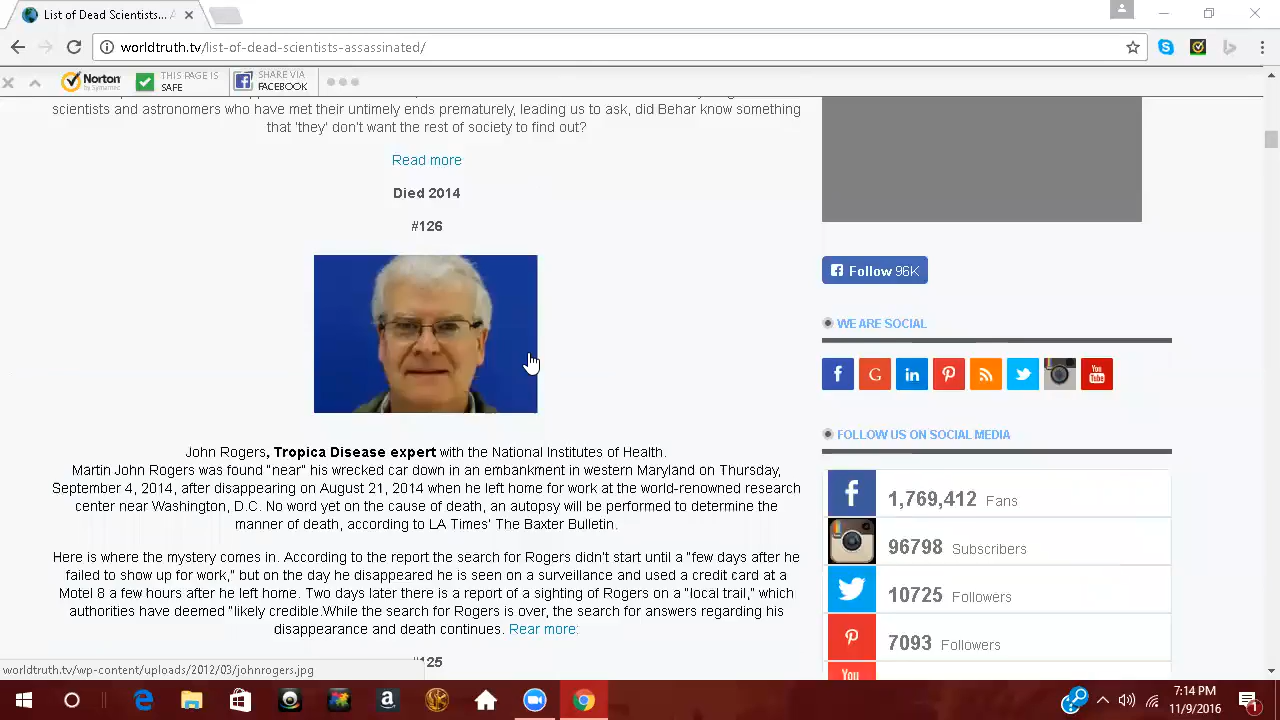 List of Dead Scientists...
worldtruth.tv/list-of-dead-scientists-assassinated/
Norton
by Symantec
THIS PAGE IS
SAFE
SHARE VIA
FACEBOOK
scientists and astronomers who have met their untimely ends prematurely, leading us to ask, did Behar know something
that 'they' don't want the rest of society to find out?
Read more
Died 2014
#126
John Rogers, Tropica Disease expert with the National Institutes of Health.
Martin John Rogers was found "near" his wrecked car down in an embankment in western Maryland on Thursday,
September 4, 2014, after disappearing on August 21, 2014 when he left home for work at the world-renowned research
center near Washington, D.C. No word yet on the cause of death, an autopsy will be performed to determine the
manner of death, according to LA Times' The Baxter Bulletin.
Here is where the mystery comes in. According to the report the search for Rogers didn't start until a "few days after he
failed to show up for work," but on the day he disappeared he is seen on a surveillance and used a credit card at a
Motel 8 a few hours after he left home. Two days later there is a report of a sighting of Rogers on a "local trail," which
authorities have deemed "likely credible.While the search for Rogers is over, the search for answers regarding his
disappearance and death continues. Rear more:
#125
worldtruth.tv/wp-content/uploads/2012/03/johnrogers.jpg
Follow 96K
WE ARE SOCIAL
You
Tube
FOLLOW US ON SOCIAL MEDIA
1,769,412 Fans
96798 Subscribers
10725 Followers
7093 Followers
You
7:14 PM
11/9/2016
1